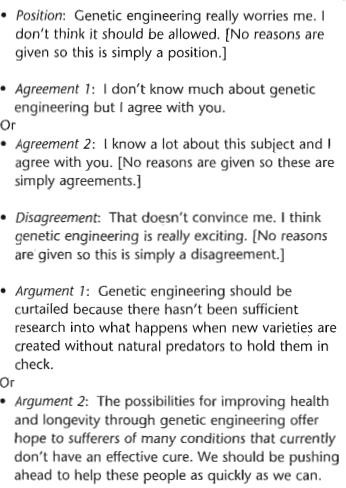 • Position: Genetic engineering really worries me. I
don't think it should be allowed. [No reasons are
given so this is simply a position.]
• Agreement 1: I don't know much about genetic
engineering but I agree with you.
Or
• Agreement 2: I know a lot about this subject and I
agree with you. [No reasons are given so these are
simply agreements.]
• Disagreement: That doesn't convince me. I think
genetic engineering is really exciting. [No reasons
are given so this is simply a disagreement.]
• Argument 1: Genetic engineering should be
curtailed because there hasn't been sufficient
research into what happens when new varieties are
created without natural predators to hold them in
check.
Or
• Argument 2: The possibilities for improving health
and longevity through genetic engineering offer
hope to sufferers of many conditions that currently
don't have an effective cure. We should be pushing
ahead to help these people as quickly as we can.